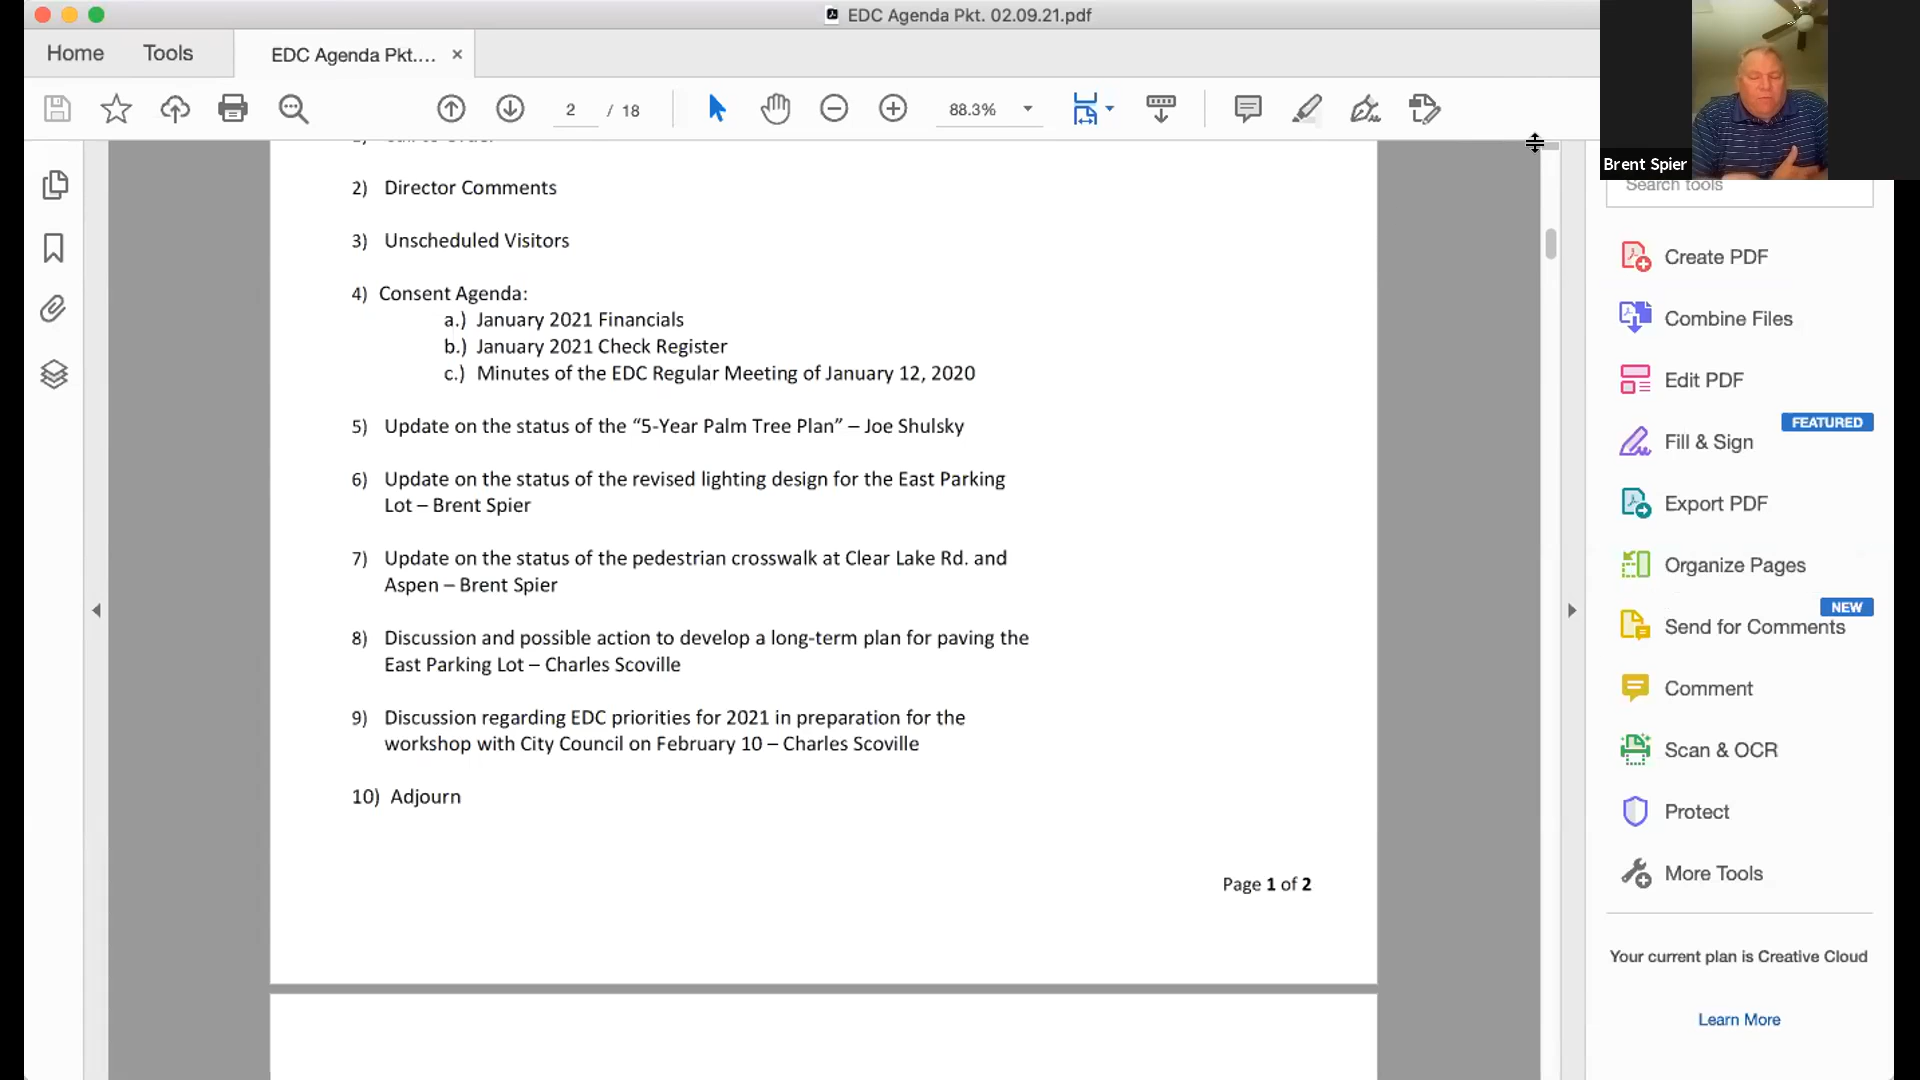 EDC Agenda Pkt. 02.09.21.pdf
Home
Tools
EDC Agenda Pkt....
2 / 18
88.3%
Brent Spier
2) Director Comments
3) Unscheduled Visitors
4) Consent Agenda:
a.) January 2021 Financials
b.) January 2021 Check Register
c.) Minutes of the EDC Regular Meeting of January 12, 2020
5) Update on the status of the “5-Year Palm Tree Plan” – Joe Shulsky
6) Update on the status of the revised lighting design for the East Parking
Lot – Brent Spier
7) Update on the status of the pedestrian crosswalk at Clear Lake Rd. and
Aspen – Brent Spier
8) Discussion and possible action to develop a long-term plan for paving the
East Parking Lot – Charles Scoville
9) Discussion regarding EDC priorities for 2021 in preparation for the
workshop with City Council on February 10 – Charles Scoville
10) Adjourn
Page 1 of 2
Search tools
Create PDF
Combine Files
Edit PDF
FEATURED
Fill & Sign
Export PDF
Organize Pages
NEW
Send for Comments
Comment
Scan & OCR
Protect
More Tools
Your current plan is Creative Cloud
Learn More